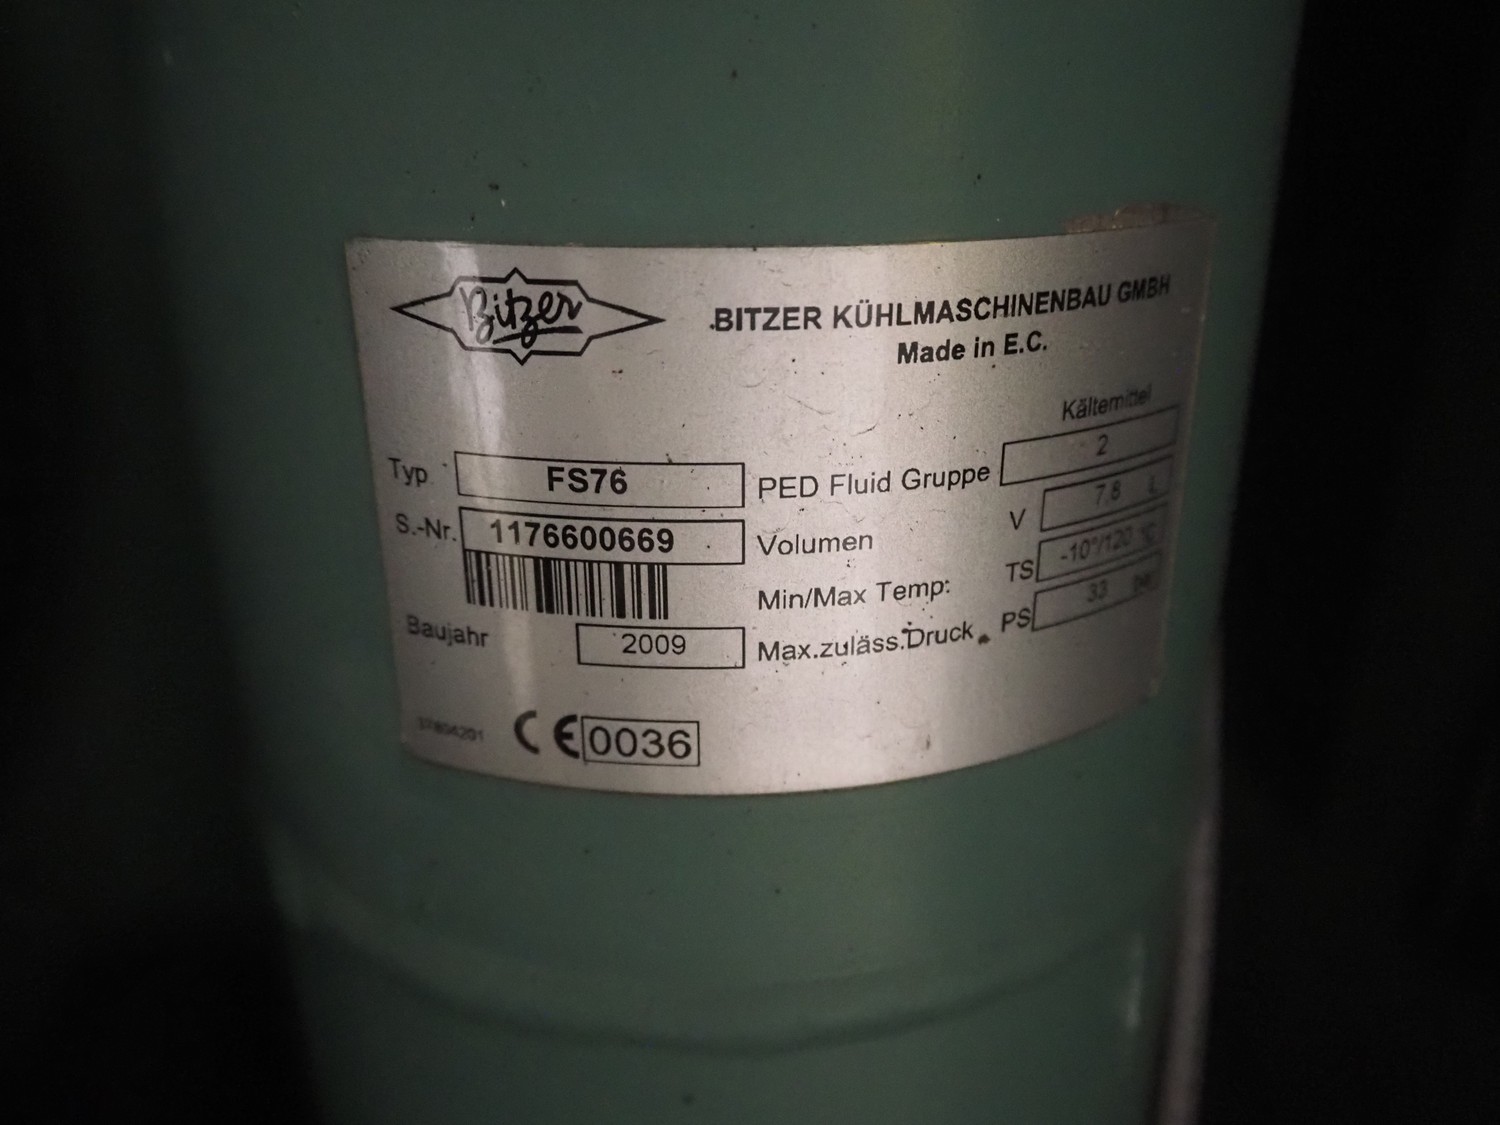 Bitzer
BITZER KÜHLMASCHINENBAU GMBH
Made in E.C.
Kältemittel
Typ FS76 PED Fluid Gruppe 2
S.-Nr. 1176600669 Volumen V 7,8 L
Min/Max Temp: TS -10°/120 °C
Baujahr 2009 Max.zuläss.Druck PS 33 bar
CE 0036